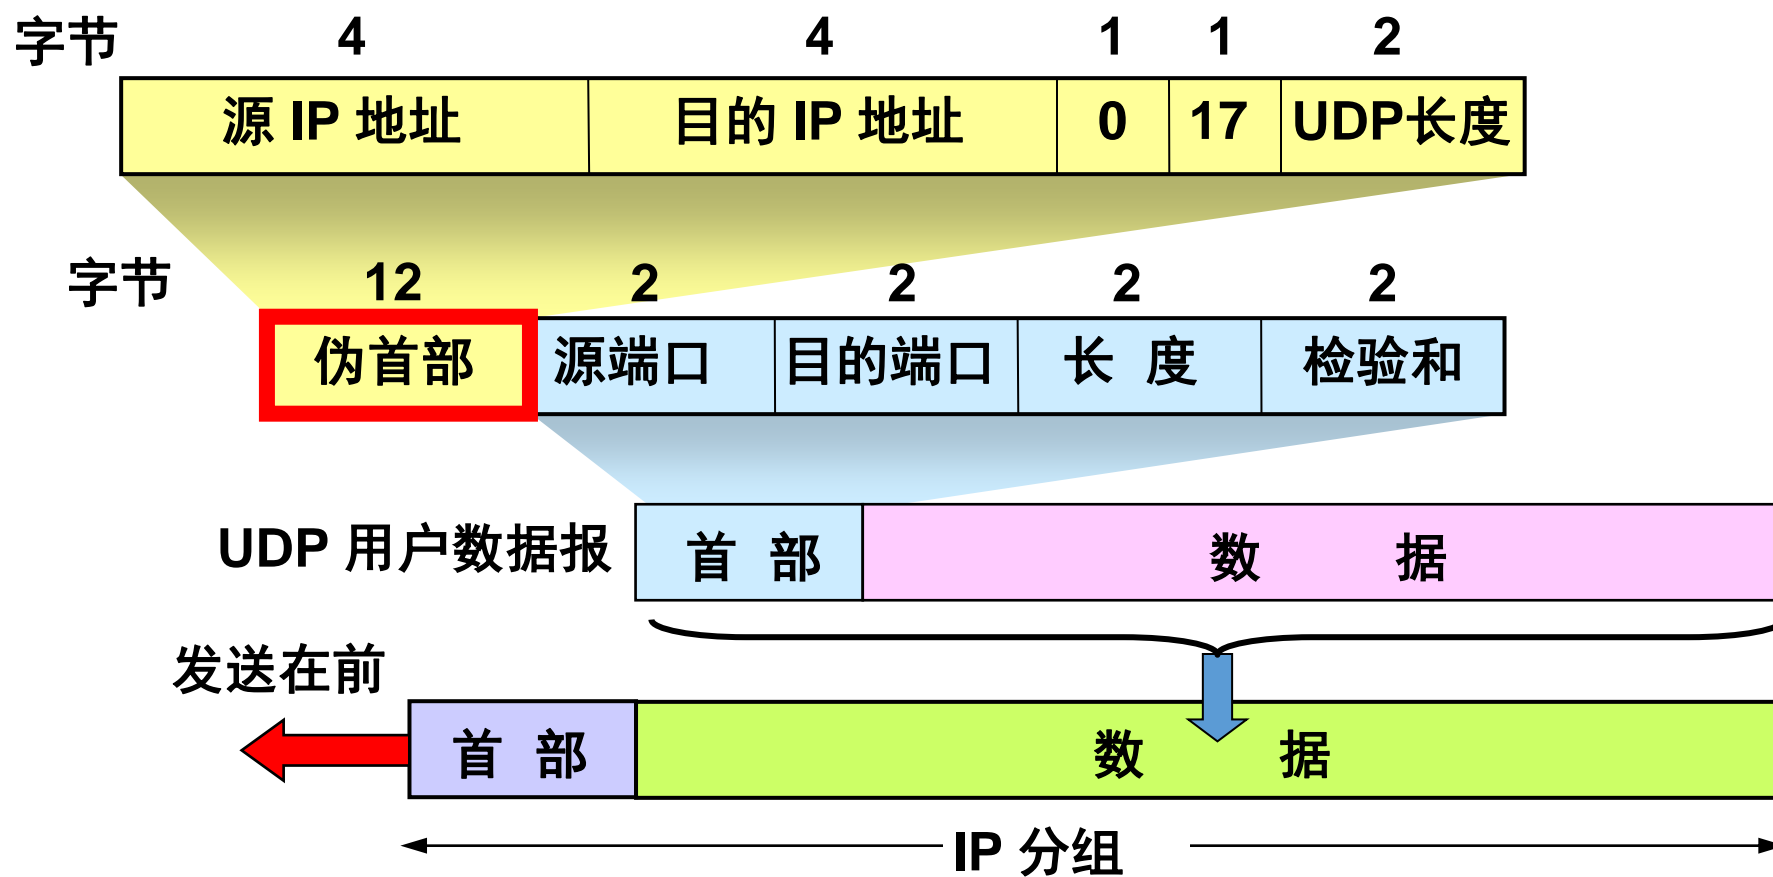 字节 4 4 1 1 2
源 IP 地址 目的 IP 地址 0 17 UDP长度
字节 12 2 2 2 2
伪首部 源端口 目的端口 长 度 检验和
UDP 用户数据报 首 部 数 据
发送在前
首 部 数 据
IP 分组